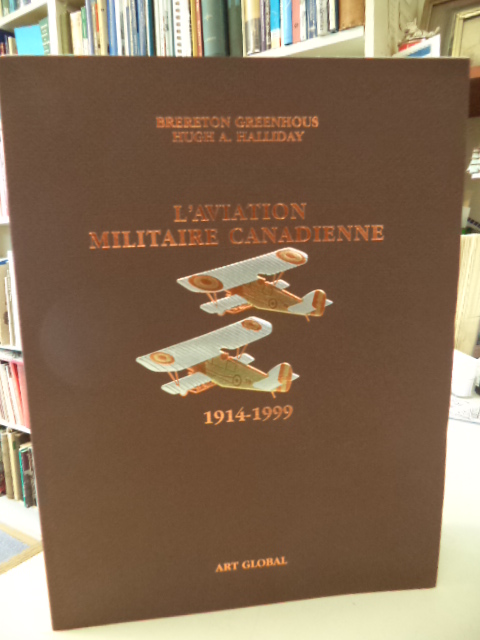 BRERETON GREENHOUS
HUGH A. HALLIDAY
L'AVIATION
MILITAIRE CANADIENNE
1914-1999
ART GLOBAL